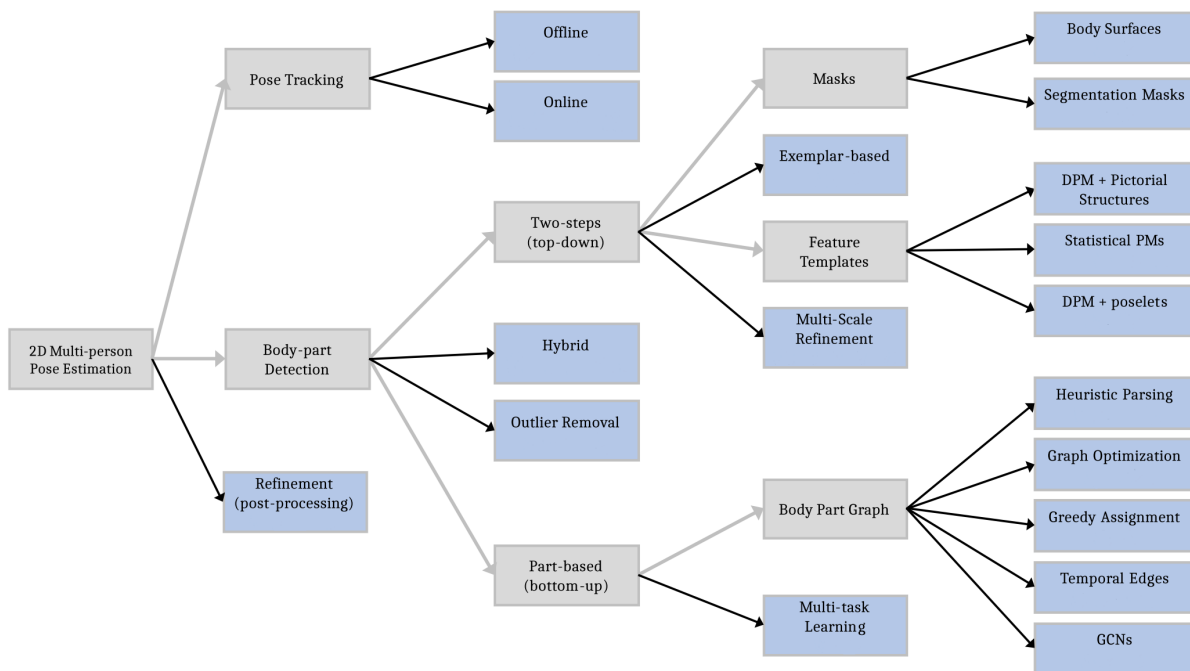 Offline
Pose Tracking
Online
Masks
Body Surfaces
Segmentation Masks
Exemplar-based
Two-steps
(top-down)
Feature
Templates
DPM + Pictorial
Structures
Statistical PMs
DPM + poselets
Multi-Scale
Refinement
2D Multi-person
Pose Estimation
Body-part
Detection
Hybrid
Outlier Removal
Refinement
(post-processing)
Heuristic Parsing
Graph Optimization
Body Part Graph
Greedy Assignment
Part-based
(bottom-up)
Temporal Edges
Multi-task
Learning
GCNs